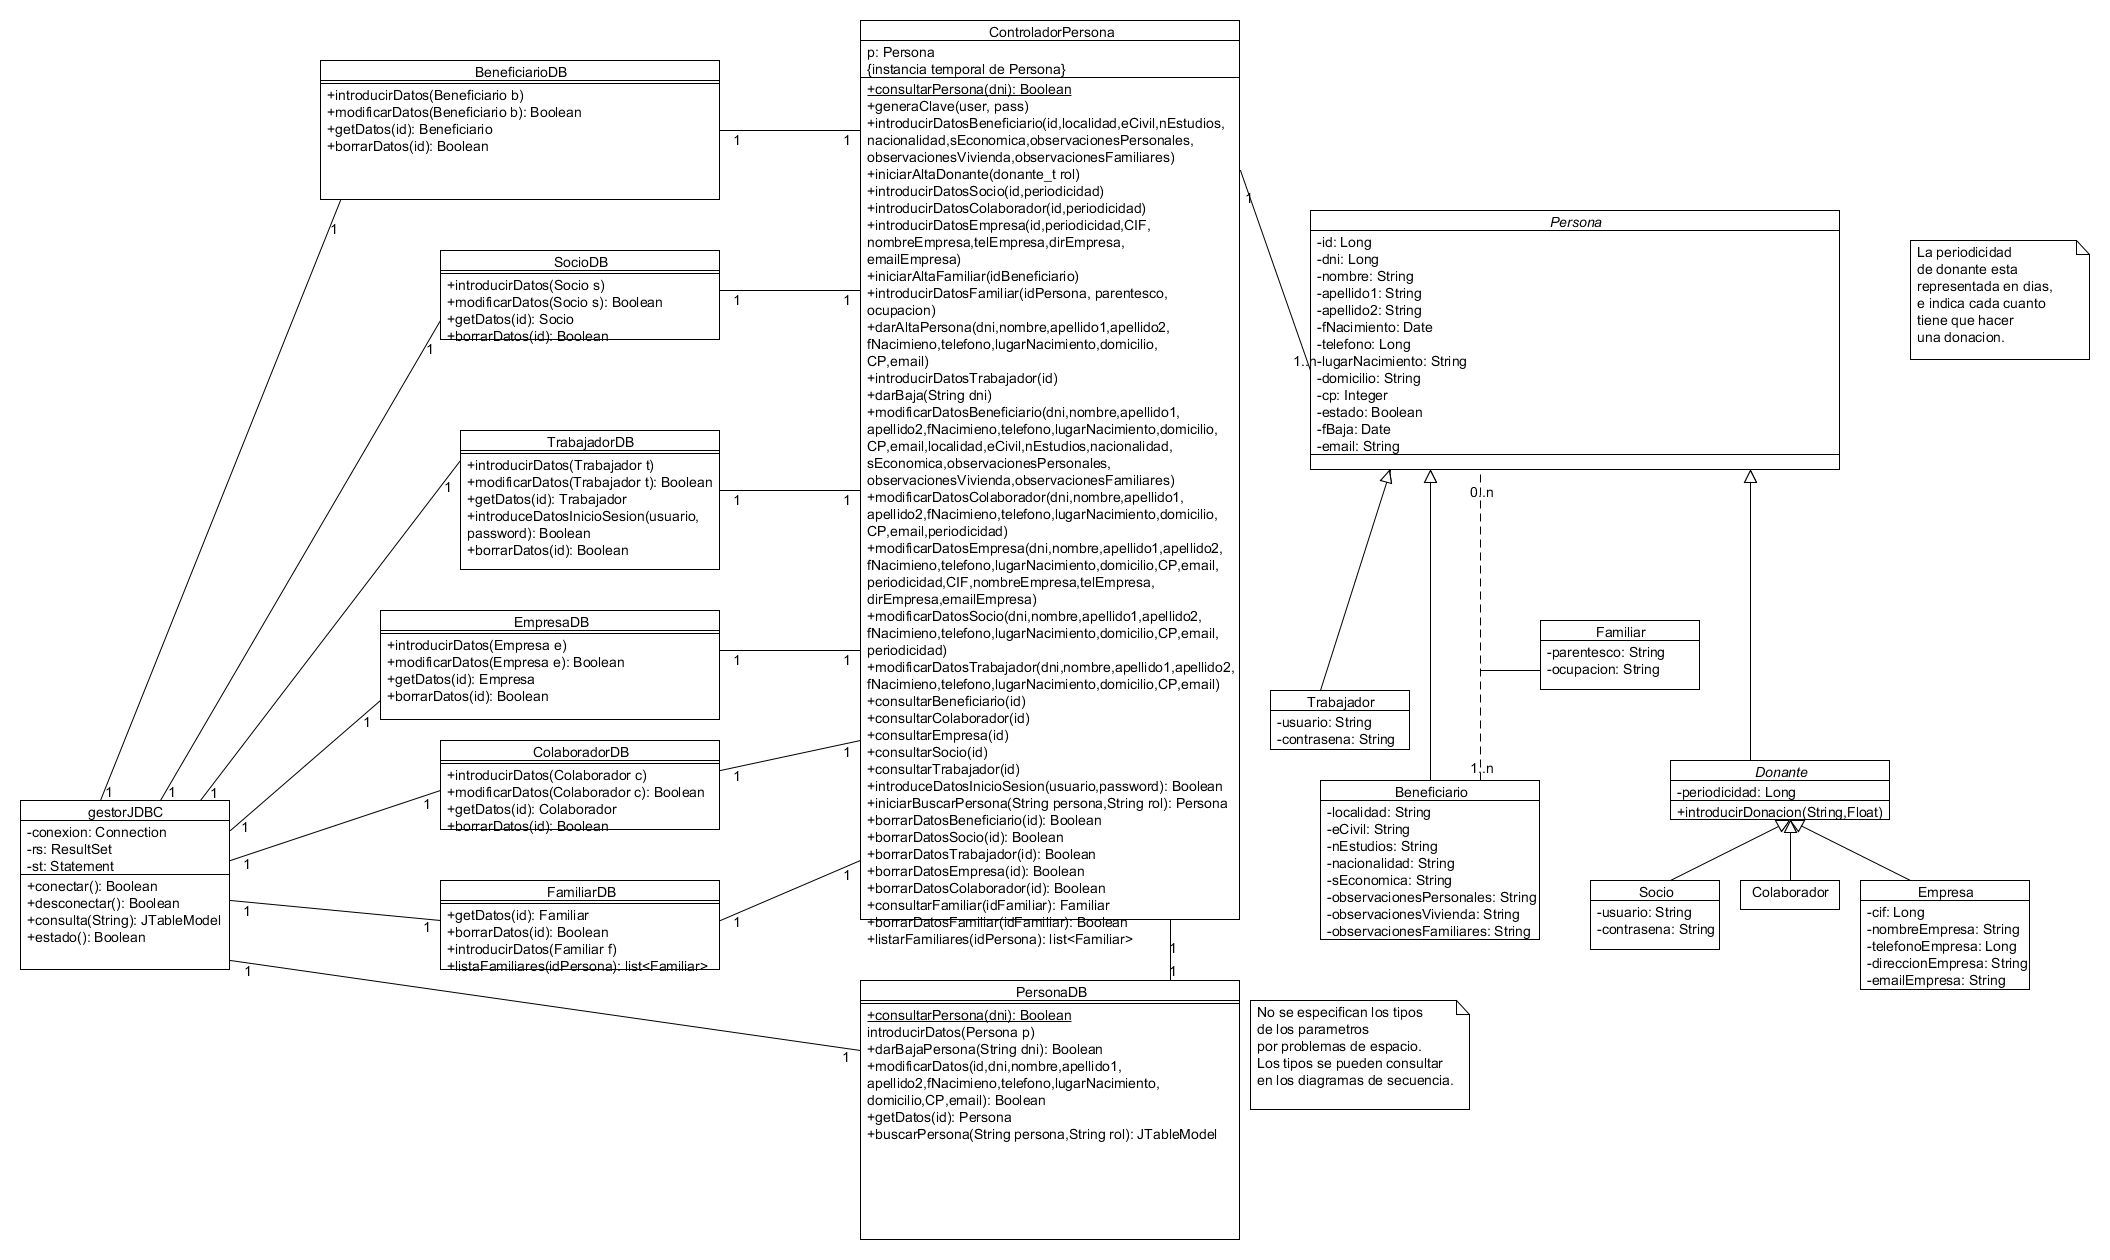 ControladorPersona
p: Persona
{instancia temporal de Persona}
+consultarPersona(dni): Boolean
+generaClave(user, pass)
+introducirDatosBeneficiario(id,localidad,eCivil,nEstudios,
nacionalidad,sEconomica,observacionesPersonales,
observacionesVivienda,observacionesFamiliares)
+iniciarAltaDonante(donante_t rol)
+introducirDatosSocio(id,periodicidad)
+introducirDatosColaborador(id,periodicidad)
+introducirDatosEmpresa(id,periodicidad,CIF,
nombreEmpresa,telEmpresa,dirEmpresa,
emailEmpresa)
+iniciarAltaFamiliar(idBeneficiario)
+introducirDatosFamiliar(idPersona, parentesco,
ocupacion)
+darAltaPersona(dni,nombre,apellido1,apellido2,
fNacimieno,telefono,lugarNacimiento,domicilio,
CP,email)
+introducirDatosTrabajador(id)
+darBaja(String dni)
+modificarDatosBeneficiario(dni,nombre,apellido1,
apellido2,fNacimieno,telefono,lugarNacimiento,domicilio,
CP,email,localidad,eCivil,nEstudios,nacionalidad,
sEconomica,observacionesPersonales,
observacionesVivienda,observacionesFamiliares)
+modificarDatosColaborador(dni,nombre,apellido1,
apellido2,fNacimieno,telefono,lugarNacimiento,domicilio,
CP,email,periodicidad)
+modificarDatosEmpresa(dni,nombre,apellido1,apellido2,
fNacimieno,telefono,lugarNacimiento,domicilio,CP,email,
periodicidad,CIF,nombreEmpresa,telEmpresa,
dirEmpresa,emailEmpresa)
+modificarDatosSocio(dni,nombre,apellido1,apellido2,
fNacimieno,telefono,lugarNacimiento,domicilio,CP,email,
periodicidad)
+modificarDatosTrabajador(dni,nombre,apellido1,apellido2,
fNacimieno,telefono,lugarNacimiento,domicilio,CP,email)
+consultarBeneficiario(id)
+consultarColaborador(id)
+consultarEmpresa(id)
+consultarSocio(id)
+consultarTrabajador(id)
+introduceDatosInicioSesion(usuario,password): Boolean
+iniciarBuscarPersona(String persona,String rol): Persona
+borrarDatosBeneficiario(id): Boolean
+borrarDatosSocio(id): Boolean
+borrarDatosTrabajador(id): Boolean
+borrarDatosEmpresa(id): Boolean
+borrarDatosColaborador(id): Boolean
+consultarFamiliar(idFamiliar): Familiar
+borrarDatosFamiliar(idFamiliar): Boolean
+listarFamiliares(idPersona): list<Familiar>
BeneficiarioDB
+introducirDatos(Beneficiario b)
+modificarDatos(Beneficiario b): Boolean
+getDatos(id): Beneficiario
+borrarDatos(id): Boolean
1
1
1
1
SocioDB
+introducirDatos(Socio s)
+modificarDatos(Socio s): Boolean
+getDatos(id): Socio
+borrarDatos(id): Boolean
1
1
1
1
TrabajadorDB
+introducirDatos(Trabajador t)
+modificarDatos(Trabajador t): Boolean
+getDatos(id): Trabajador
+introduceDatosInicioSesion(usuario,
password): Boolean
+borrarDatos(id): Boolean
1
1
1
1
EmpresaDB
+introducirDatos(Empresa e)
+modificarDatos(Empresa e): Boolean
+getDatos(id): Empresa
+borrarDatos(id): Boolean
1
1
1
1
ColaboradorDB
+introducirDatos(Colaborador c)
+modificarDatos(Colaborador c): Boolean
+getDatos(id): Colaborador
+borrarDatos(id): Boolean
1
1
1
1
FamiliarDB
+getDatos(id): Familiar
+borrarDatos(id): Boolean
+introducirDatos(Familiar f)
+listaFamiliares(idPersona): list<Familiar>
1
1
1
1
gestorJDBC
-conexion: Connection
-rs: ResultSet
-st: Statement
+conectar(): Boolean
+desconectar(): Boolean
+consulta(String): JTableModel
+estado(): Boolean
1
1
1
1
PersonaDB
+consultarPersona(dni): Boolean
introducirDatos(Persona p)
+darBajaPersona(String dni): Boolean
+modificarDatos(id,dni,nombre,apellido1,
apellido2,fNacimieno,telefono,lugarNacimiento,
domicilio,CP,email): Boolean
+getDatos(id): Persona
+buscarPersona(String persona,String rol): JTableModel
No se especifican los tipos
de los parametros
por problemas de espacio.
Los tipos se pueden consultar
en los diagramas de secuencia.
1
1..n
Persona
-id: Long
-dni: Long
-nombre: String
-apellido1: String
-apellido2: String
-fNacimiento: Date
-telefono: Long
-lugarNacimiento: String
-domicilio: String
-cp: Integer
-estado: Boolean
-fBaja: Date
-email: String
La periodicidad
de donante esta
representada en dias,
e indica cada cuanto
tiene que hacer
una donacion.
0..n
1..n
Familiar
-parentesco: String
-ocupacion: String
Trabajador
-usuario: String
-contrasena: String
Beneficiario
-localidad: String
-eCivil: String
-nEstudios: String
-nacionalidad: String
-sEconomica: String
-observacionesPersonales: String
-observacionesVivienda: String
-observacionesFamiliares: String
Donante
-periodicidad: Long
+introducirDonacion(String,Float)
Socio
-usuario: String
-contrasena: String
Colaborador
Empresa
-cif: Long
-nombreEmpresa: String
-telefonoEmpresa: Long
-direccionEmpresa: String
-emailEmpresa: String